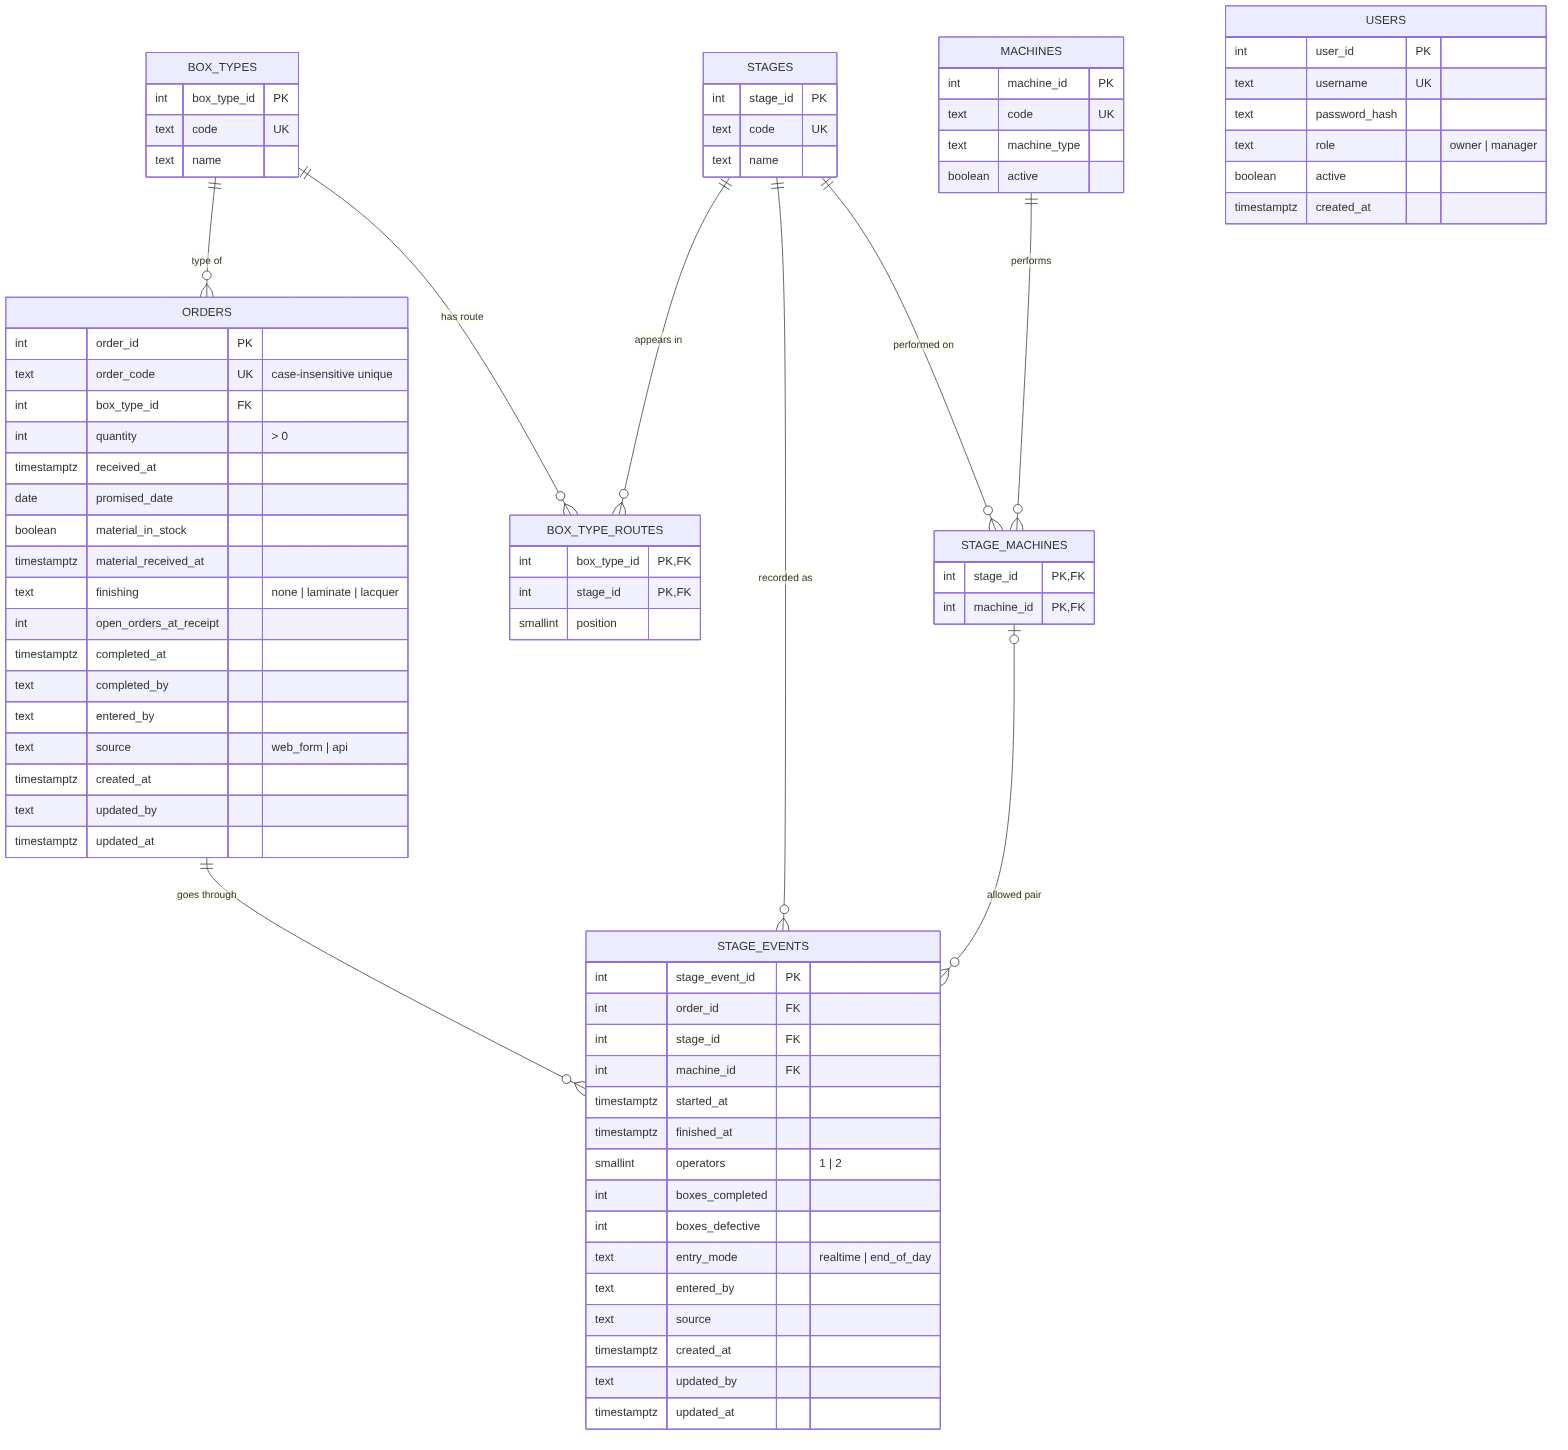 USERS
int user_id PK
text username UK
text password_hash
text role owner | manager
boolean active
timestamptz created_at
MACHINES
int machine_id PK
text code UK
text machine_type
boolean active
BOX_TYPES
int box_type_id PK
text code UK
text name
STAGES
int stage_id PK
text code UK
text name
type of
has route
appears in
performed on
performs
ORDERS
int order_id PK
text order_code UK case-insensitive unique
int box_type_id FK
int quantity > 0
timestamptz received_at
date promised_date
boolean material_in_stock
timestamptz material_received_at
text finishing none | laminate | lacquer
int open_orders_at_receipt
timestamptz completed_at
text completed_by
text entered_by
text source web_form | api
timestamptz created_at
text updated_by
timestamptz updated_at
BOX_TYPE_ROUTES
int box_type_id PK,FK
int stage_id PK,FK
smallint position
recorded as
STAGE_MACHINES
int stage_id PK,FK
int machine_id PK,FK
goes through
allowed pair
STAGE_EVENTS
int stage_event_id PK
int order_id FK
int stage_id FK
int machine_id FK
timestamptz started_at
timestamptz finished_at
smallint operators 1 | 2
int boxes_completed
int boxes_defective
text entry_mode realtime | end_of_day
text entered_by
text source
timestamptz created_at
text updated_by
timestamptz updated_at